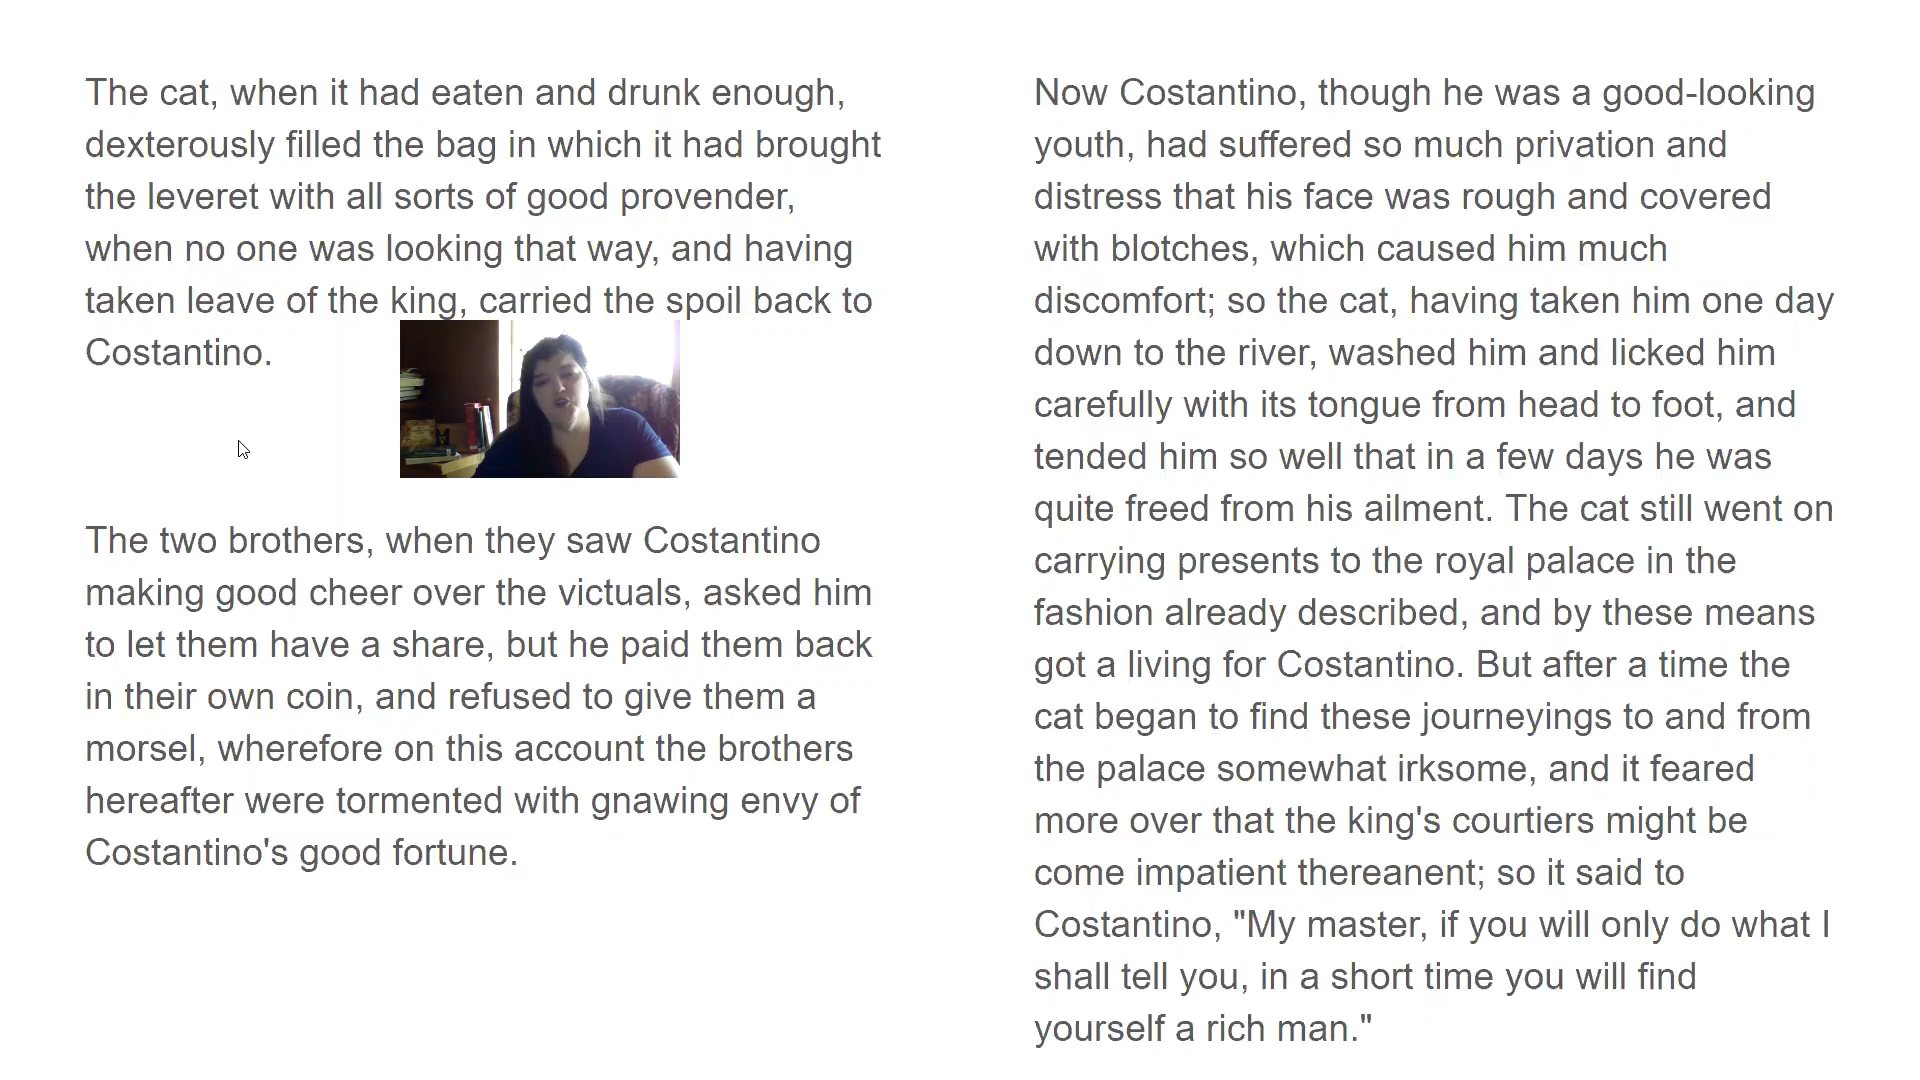 The cat, when it had eaten and drunk enough,
dexterously filled the bag in which it had brought
the leveret with all sorts of good provender,
when no one was looking that way, and having
taken leave of the king, carried the spoil back to
Costantino.
The two brothers, when they saw Costantino
making good cheer over the victuals, asked him
to let them have a share, but he paid them back
in their own coin, and refused to give them a
morsel, wherefore on this account the brothers
hereafter were tormented with gnawing envy of
Costantino's good fortune.
Now Costantino, though he was a good-looking
youth, had suffered so much privation and
distress that his face was rough and covered
with blotches, which caused him much
discomfort; so the cat, having taken him one day
down to the river, washed him and licked him
carefully with its tongue from head to foot, and
tended him so well that in a few days he was
quite freed from his ailment. The cat still went on
carrying presents to the royal palace in the
fashion already described, and by these means
got a living for Costantino. But after a time the
cat began to find these journeyings to and from
the palace somewhat irksome, and it feared
more over that the king's courtiers might be
come impatient thereanent; so it said to
Costantino, "My master, if you will only do what I
shall tell you, in a short time you will find
yourself a rich man."